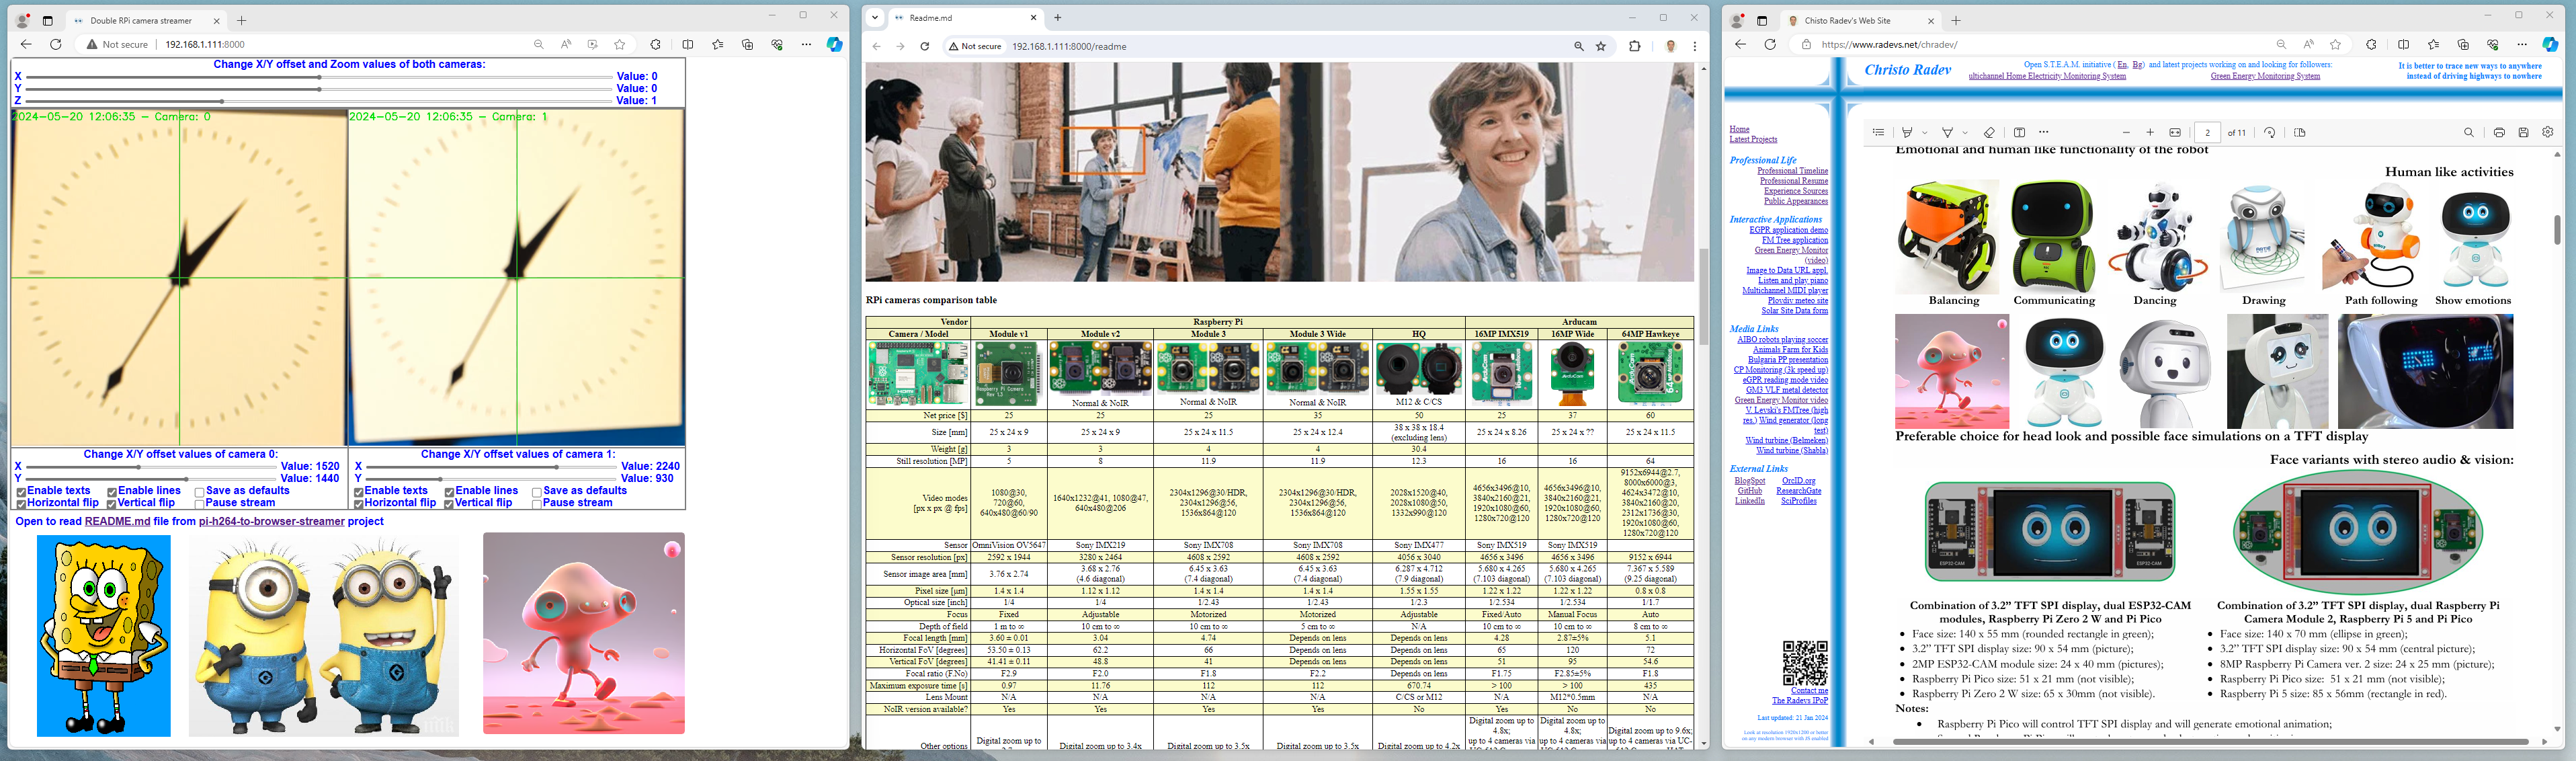 Double RPi camera streamer
Not secure
192.168.1.111:8000
Change X/Y offset and Zoom values of both cameras:
X Value: 0
Y Value: 0
Z Value: 1
2024-05-20 12:06:35 - Camera: 0
2024-05-20 12:06:35 - Camera: 1
Change X/Y offset values of camera 0:
X Value: 1520
Y Value: 1440
Enable texts Enable lines Save as defaults
Horizontal flip Vertical flip Pause stream
Change X/Y offset values of camera 1:
X Value: 2240
Y Value: 930
Enable texts Enable lines Save as defaults
Horizontal flip Vertical flip Pause stream
Open to read README.md file from pi-h264-to-browser-streamer project
Readme.md
Not secure
192.168.1.111:8000/readme
RPi cameras comparison table
Vendor Raspberry Pi Arducam
Camera / Model Module v1 Module v2 Module 3 Module 3 Wide HQ 16MP IMX519 16MP Wide 64MP Hawkeye
Normal & NoIR Normal & NoIR Normal & NoIR M12 & C/CS
Net price [$] 25 25 25 35 50 25 37 60
Size [mm] 25 x 24 x 9 25 x 24 x 9 25 x 24 x 11.5 25 x 24 x 12.4 38 x 38 x 18.4 (excluding lens) 25 x 24 x 8.26 25 x 24 x ?? 25 x 24 x 11.5
Weight [g] 3 3 4 4 30.4
Still resolution [MP] 5 8 11.9 11.9 12.3 16 16 64
Video modes [px x px @ fps] 1080@30, 720@60, 640x480@60/90 1640x1232@41, 1080@47, 640x480@206 2304x1296@30/HDR, 2304x1296@56, 1536x864@120 2304x1296@30/HDR, 2304x1296@56, 1536x864@120 2028x1520@40, 2028x1080@50, 1332x990@120 4656x3496@10, 3840x2160@21, 1920x1080@60, 1280x720@120 4656x3496@10, 3840x2160@21, 1920x1080@60, 1280x720@120 9152x6944@2.7, 8000x6000@3, 4624x3472@10, 3840x2160@20, 2312x1736@30, 1920x1080@60, 1280x720@120
Sensor OmniVision OV5647 Sony IMX219 Sony IMX708 Sony IMX708 Sony IMX477 Sony IMX519 Sony IMX519
Sensor resolution [px] 2592 x 1944 3280 x 2464 4608 x 2592 4608 x 2592 4056 x 3040 4656 x 3496 4656 x 3496 9152 x 6944
Sensor image area [mm] 3.76 x 2.74 3.68 x 2.76 (4.6 diagonal) 6.45 x 3.63 (7.4 diagonal) 6.45 x 3.63 (7.4 diagonal) 6.287 x 4.712 (7.9 diagonal) 5.680 x 4.265 (7.103 diagonal) 5.680 x 4.265 (7.103 diagonal) 7.367 x 5.589 (9.25 diagonal)
Pixel size [µm] 1.4 x 1.4 1.12 x 1.12 1.4 x 1.4 1.4 x 1.4 1.55 x 1.55 1.22 x 1.22 1.22 x 1.22 0.8 x 0.8
Optical size [inch] 1/4 1/4 1/2.43 1/2.43 1/2.3 1/2.534 1/2.534 1/1.7
Focus Fixed Adjustable Motorized Motorized Adjustable Fixed/Auto Manual Focus Auto
Depth of field 1 m to ∞ 10 cm to ∞ 10 cm to ∞ 5 cm to ∞ N/A 10 cm to ∞ 10 cm to ∞ 8 cm to ∞
Focal length [mm] 3.60 ± 0.01 3.04 4.74 Depends on lens Depends on lens 4.28 2.87±5% 5.1
Horizontal FoV [degrees] 53.50 ± 0.13 62.2 66 Depends on lens Depends on lens 65 120 72
Vertical FoV [degrees] 41.41 ± 0.11 48.8 41 Depends on lens Depends on lens 51 95 54.6
Focal ratio (F.No) F2.9 F2.0 F1.8 F2.2 Depends on lens F1.75 F2.85±5% F1.8
Maximum exposure time [s] 0.97 11.76 112 112 670.74 > 100 > 100 435
Lens Mount N/A N/A N/A N/A C/CS or M12 N/A M12*0.5mm N/A
NoIR version available? Yes Yes Yes Yes No Yes No No
Other options Digital zoom up to Digital zoom up to 3.4x Digital zoom up to 3.5x Digital zoom up to 3.5x Digital zoom up to 4.2x Digital zoom up to 4.8x; up to 4 cameras via Digital zoom up to 4.8x; up to 4 cameras via Digital zoom up to 9.6x; up to 4 cameras via UC-
Chisto Radev's Web Site
https://www.radevs.net/chradev/
Christo Radev
Open S.T.E.A.M. initiative ( En, Bg) and latest projects working on and looking for followers:
ultichannel Home Electricity Monitoring System Green Energy Monitoring System
It is better to trace new ways to anywhere
instead of driving highways to nowhere
Home
Latest Projects
Professional Life
Professional Timeline
Professional Resume
Experience Sources
Public Appearances
Interactive Applications
EGPR application demo
FM Tree application
Green Energy Monitor
(video)
Image to Data URL appl.
Listen and play piano
Multichannel MIDI player
Plovdiv meteo site
Solar Site Data form
Media Links
AIBO robots playing soccer
Animals Farm for Kids
Bulgaria PP presentation
CP Monitoring (3k speed up)
eGPR reading mode video
GM3 VLF metal detector
Green Energy Monitor video
V. Levski's FMTree (high
res.) Wind generator (long
test)
Wind turbine (Belmeken)
Wind turbine (Shabla)
External Links
BlogSpot OrcID.org
GitHub ResearchGate
LinkedIn SciProfiles
Contact me
The Radevs IPoP
Last updated: 21 Jan 2024
Look at resolution 1920x1200 or better
on any modern browser with JS enabled
2 of 11
Emotional and human like functionality of the robot
Human like activities
Balancing Communicating Dancing Drawing Path following Show emotions
Preferable choice for head look and possible face simulations on a TFT display
Face variants with stereo audio & vision:
ESP32-CAM
ESP32-CAM
Combination of 3.2” TFT SPI display, dual ESP32-CAM
modules, Raspberry Pi Zero 2 W and Pi Pico
• Face size: 140 x 55 mm (rounded rectangle in green);
• 3.2” TFT SPI display size: 90 x 54 mm (picture);
• 2MP ESP32-CAM module size: 24 x 40 mm (pictures);
• Raspberry Pi Pico size: 51 x 21 mm (not visible);
• Raspberry Pi Zero 2 W size: 65 x 30mm (not visible).
Combination of 3.2” TFT SPI display, dual Raspberry Pi
Camera Module 2, Raspberry Pi 5 and Pi Pico
• Face size: 140 x 70 mm (ellipse in green);
• 3.2” TFT SPI display size: 90 x 54 mm (central picture);
• 8MP Raspberry Pi Camera ver. 2 size: 24 x 25 mm (picture);
• Raspberry Pi Pico size: 51 x 21 mm (not visible);
• Raspberry Pi 5 size: 85 x 56mm (rectangle in red).
Notes:
• Raspberry Pi Pico will control TFT SPI display and will generate emotional animation;